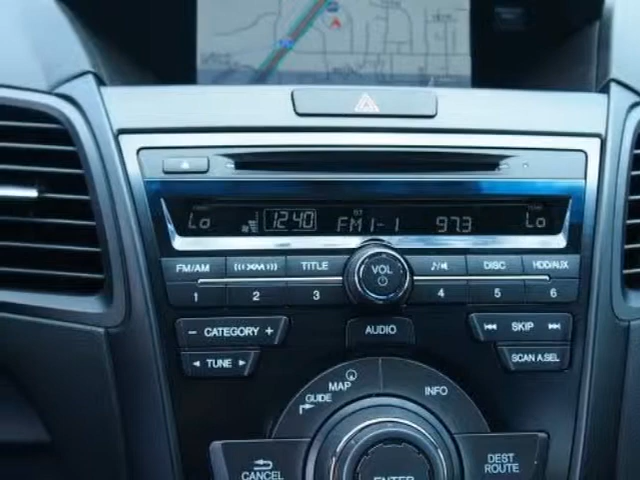 Lo 12:40 FM1-1 97.3 Lo
FM/AM ((·XM·)) TITLE VOL DISC HDD/AUX
1 2 3 4 5 6
− CATEGORY + AUDIO SKIP
TUNE SCAN A.SEL
MAP INFO
GUIDE
CANCEL ENTER DEST
ROUTE